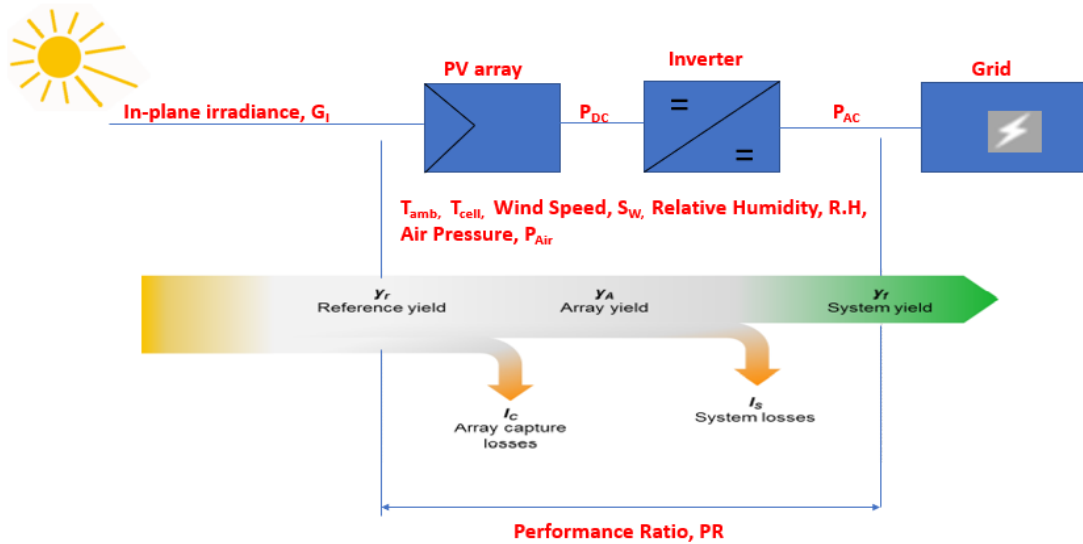 PV array
Inverter
Grid
In-plane irradiance, GI
PDC
PAC
=
=
Tamb, Tcell, Wind Speed, SW, Relative Humidity, R.H,
Air Pressure, PAir
yr
Reference yield
yA
Array yield
yf
System yield
lC
Array capture
losses
lS
System losses
Performance Ratio, PR